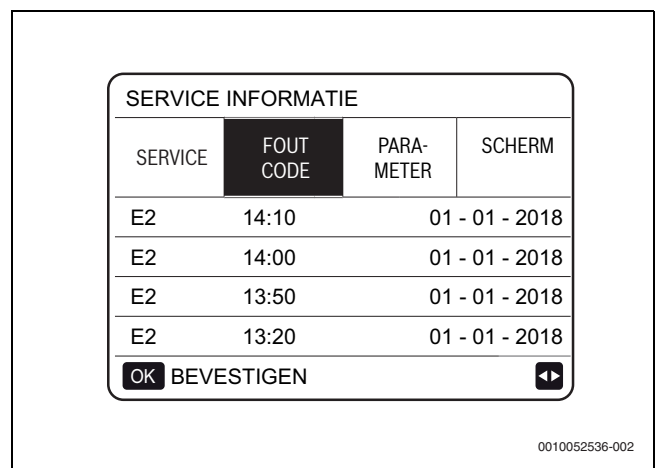 SERVICE INFORMATIE
SERVICE FOUT CODE PARA-METER SCHERM
E2 14:10 01 - 01 - 2018
E2 14:00 01 - 01 - 2018
E2 13:50 01 - 01 - 2018
E2 13:20 01 - 01 - 2018
OK BEVESTIGEN
0010052536-002